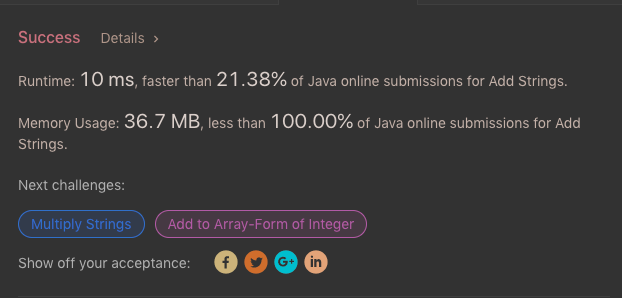 Success Details >
Runtime: 10 ms, faster than 21.38% of Java online submissions for Add Strings.
Memory Usage: 36.7 MB, less than 100.00% of Java online submissions for Add
Strings.
Next challenges:
Multiply Strings Add to Array-Form of Integer
Show off your acceptance: f G+ in